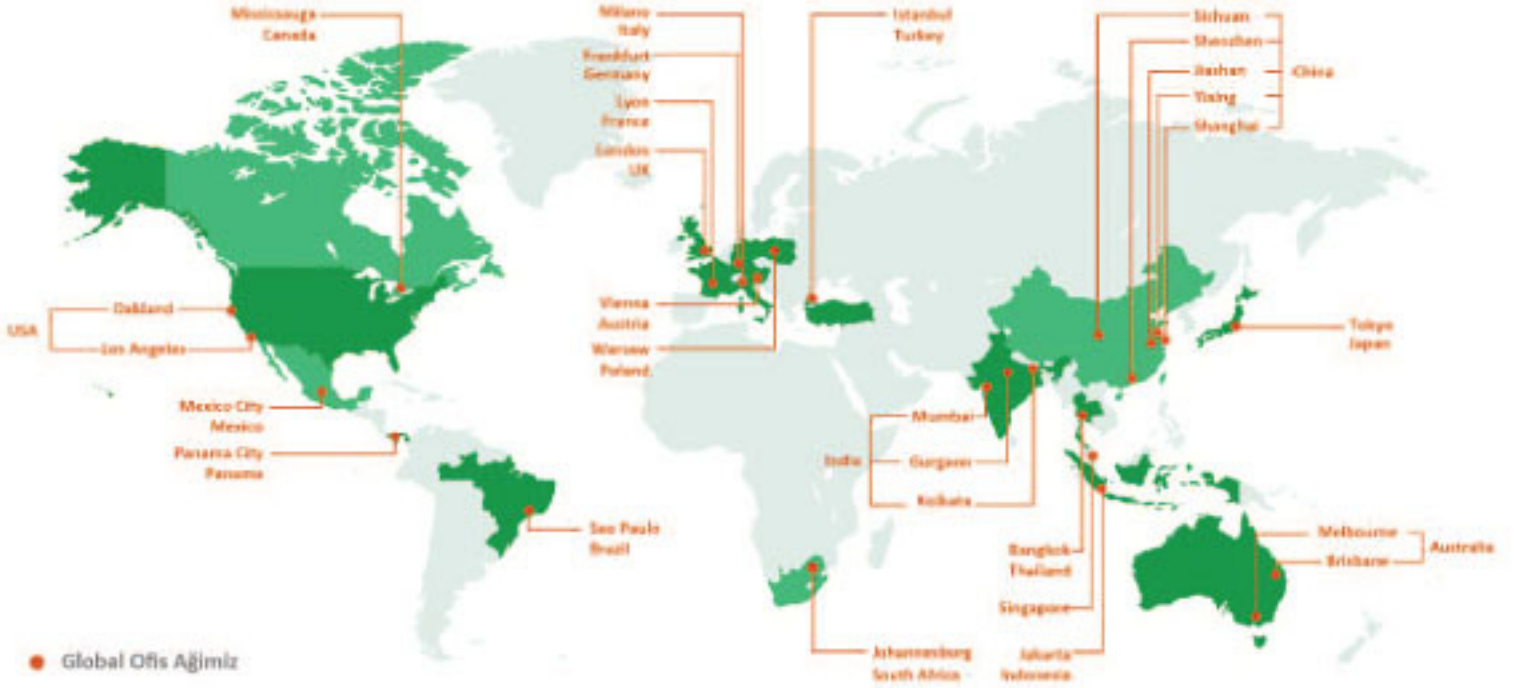 Mississauga
Canada
Milano
Italy
Frankfurt
Germany
Lyon
France
London
UK
Istanbul
Turkey
Sichuan
Shenzhen
Jiashan
Yixing
Shanghai
China
Vienna
Austria
Warsaw
Poland
USA
Oakland
Los Angeles
Mexico City
Mexico
Panama City
Panama
Sao Paulo
Brazil
Tokyo
Japan
India
Mumbai
Gurgaon
Kolkata
Bangkok
Thailand
Singapore
Jakarta
Indonesia
Melbourne
Brisbane
Australia
Johannesburg
South Africa
Global Ofis Ağimiz